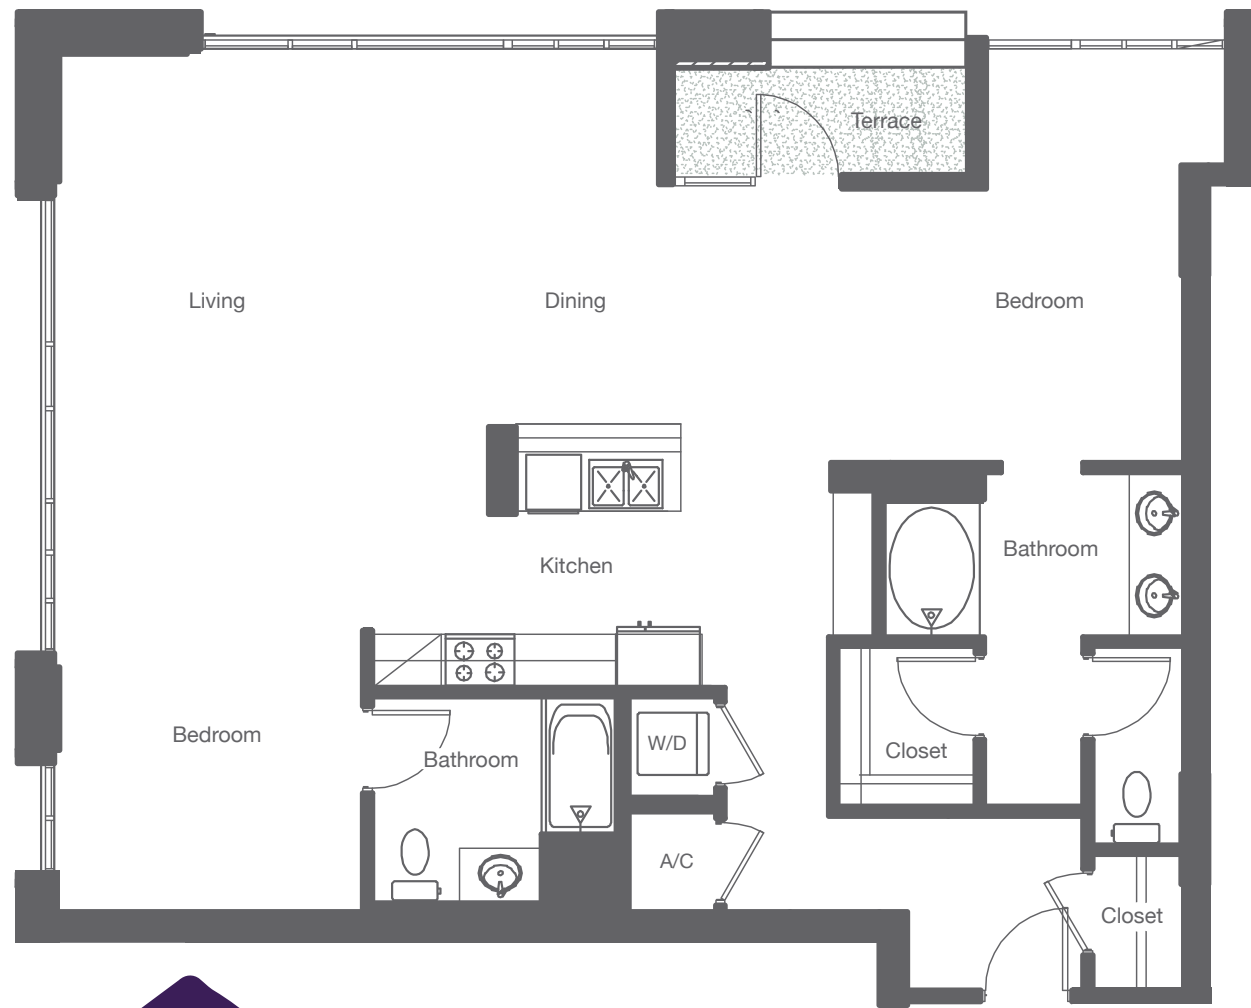 Terrace
Living
Dining
Bedroom
Bathroom
Kitchen
Bedroom
Bathroom
W/D
Closet
A/C
Closet